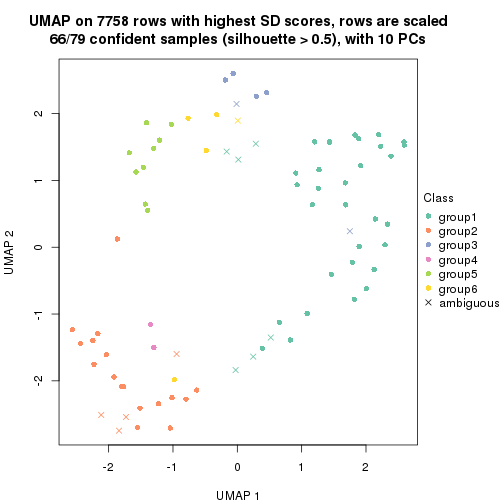 UMAP on 7758 rows with highest SD scores, rows are scaled
66/79 confident samples (silhouette > 0.5), with 10 PCs
2
1
0
-1
-2
UMAP 2
-2
-1
0
1
2
UMAP 1
Class
group1
group2
group3
group4
group5
group6
ambiguous